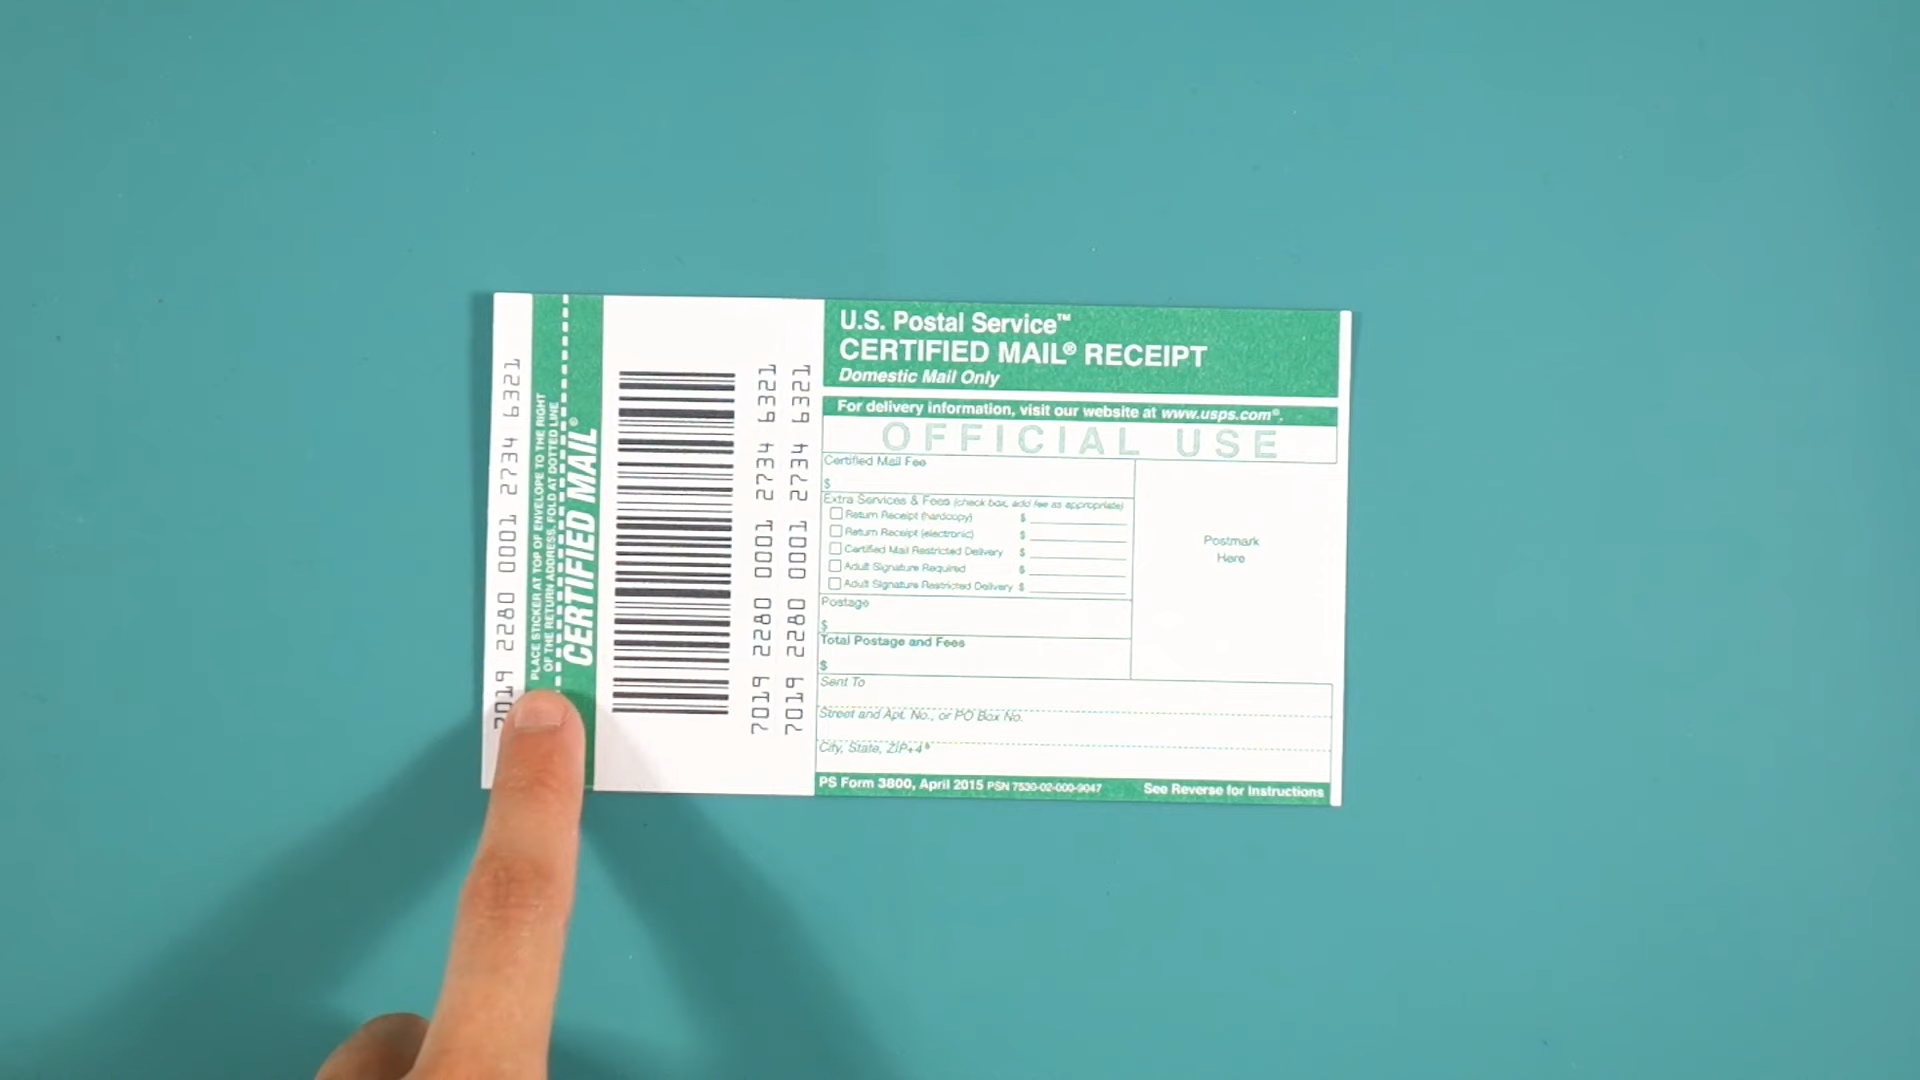 7019 2280 0001 2734 6321
PLACE STICKER AT TOP OF ENVELOPE TO THE RIGHT
OF THE RETURN ADDRESS, FOLD AT DOTTED LINE
CERTIFIED MAIL®
7019 2280 0001 2734 6321
7019 2280 0001 2734 6321
U.S. Postal Service™
CERTIFIED MAIL® RECEIPT
Domestic Mail Only
For delivery information, visit our website at www.usps.com®.
OFFICIAL USE
Certified Mail Fee
$
Extra Services & Fees (check box, add fee as appropriate)
Return Receipt (hardcopy) $
Return Receipt (electronic) $
Certified Mail Restricted Delivery $
Adult Signature Required $
Adult Signature Restricted Delivery $
Postage
$
Total Postage and Fees
$
Postmark
Here
Sent To
Street and Apt. No., or PO Box No.
City, State, ZIP+4®
PS Form 3800, April 2015 PSN 7530-02-000-9047 See Reverse for Instructions